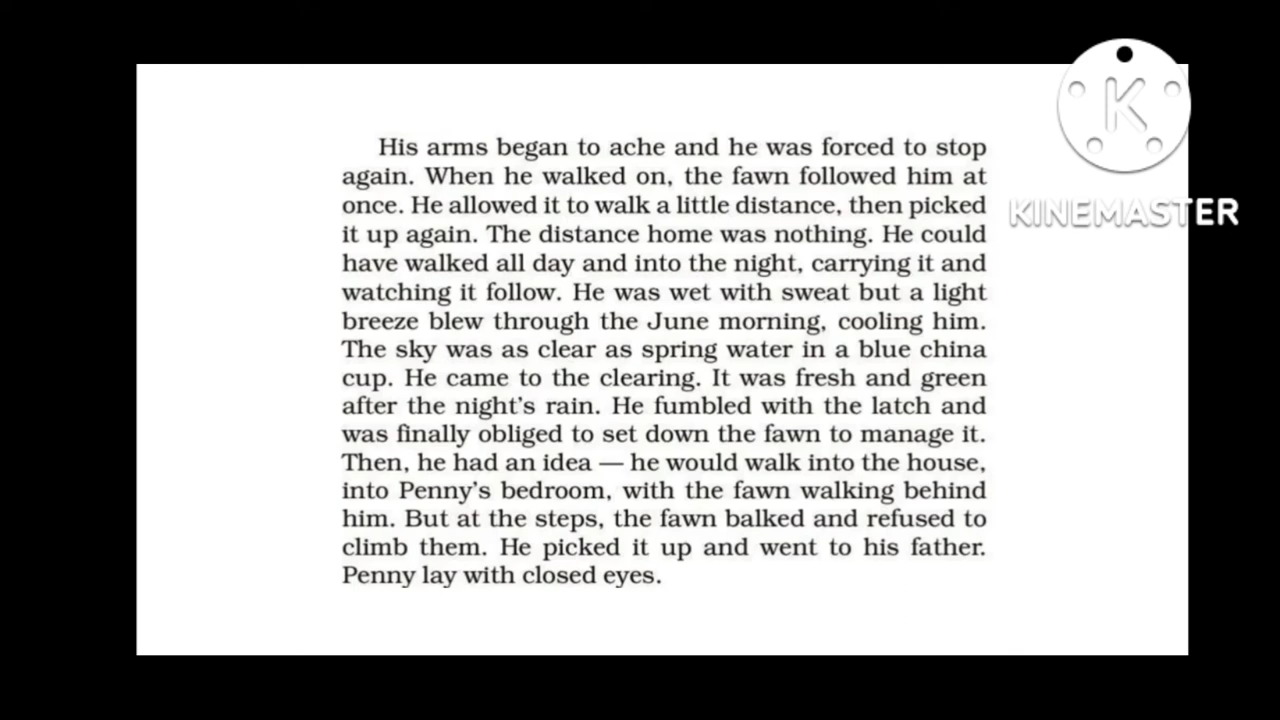 His arms began to ache and he was forced to stop
again. When he walked on, the fawn followed him at
once. He allowed it to walk a little distance, then picked
it up again. The distance home was nothing. He could
have walked all day and into the night, carrying it and
watching it follow. He was wet with sweat but a light
breeze blew through the June morning, cooling him.
The sky was as clear as spring water in a blue china
cup. He came to the clearing. It was fresh and green
after the night's rain. He fumbled with the latch and
was finally obliged to set down the fawn to manage it.
Then, he had an idea — he would walk into the house,
into Penny's bedroom, with the fawn walking behind
him. But at the steps, the fawn balked and refused to
climb them. He picked it up and went to his father.
Penny lay with closed eyes.
K
KINEMASTER